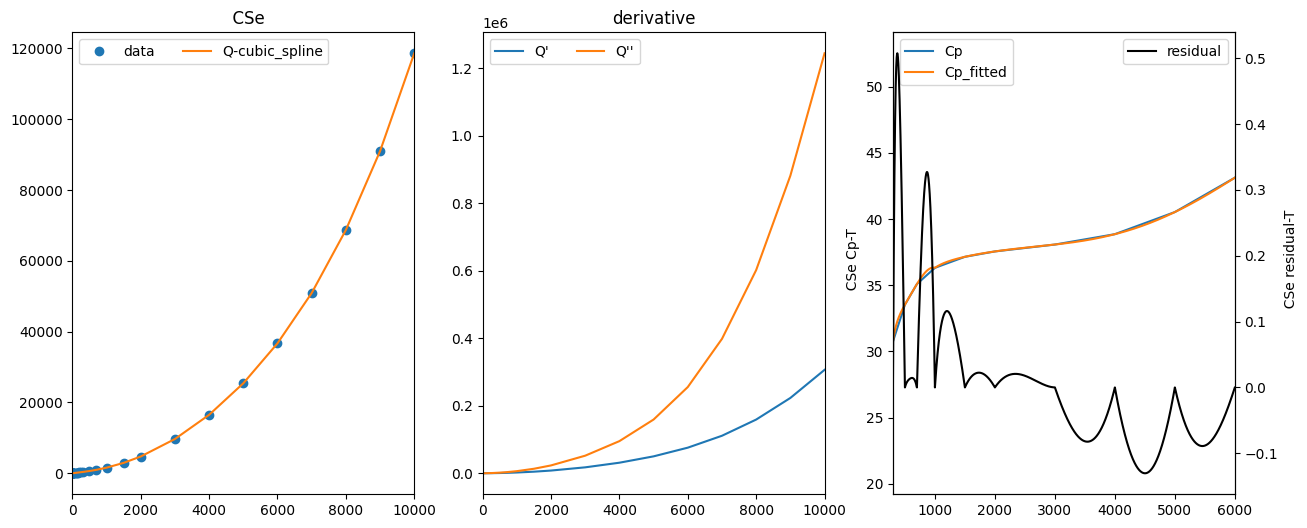 CSe
data
Q-cubic_spline
120000
100000
80000
60000
40000
20000
0
0 2000 4000 6000 8000 10000
derivative
1e6
Q'
Q''
1.2
1.0
0.8
0.6
0.4
0.2
0.0
0 2000 4000 6000 8000 10000
Cp
Cp_fitted
residual
CSe Cp-T
50
45
40
35
30
25
20
1000 2000 3000 4000 5000 6000
0.5
0.4
0.3
0.2
0.1
0.0
−0.1
CSe residual-T